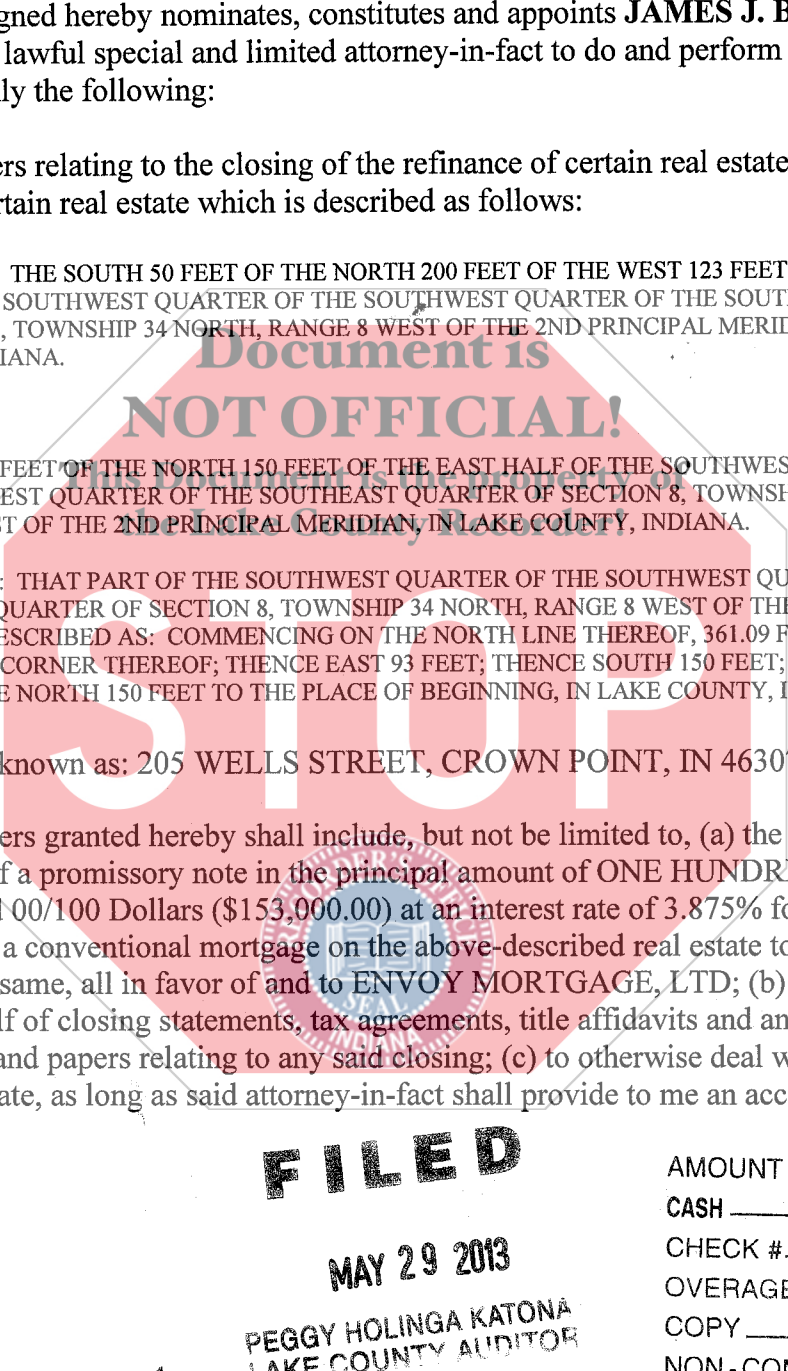 gned hereby nominates, constitutes and appoints JAMES J. B
lawful special and limited attorney-in-fact to do and perform
ly the following:
ers relating to the closing of the refinance of certain real estate
rtain real estate which is described as follows:
THE SOUTH 50 FEET OF THE NORTH 200 FEET OF THE WEST 123 FEET
SOUTHWEST QUARTER OF THE SOUTHWEST QUARTER OF THE SOUT
, TOWNSHIP 34 NORTH, RANGE 8 WEST OF THE 2ND PRINCIPAL MERID
IANA.
Document is
NOT OFFICIAL!
FEET OF THE NORTH 150 FEET OF THE EAST HALF OF THE SOUTHWES
This Document is the property of
EST QUARTER OF THE SOUTHEAST QUARTER OF SECTION 8, TOWNSH
T OF THE 2ND PRINCIPAL MERIDIAN, IN LAKE COUNTY, INDIANA.
the Lake County Recorder!
: THAT PART OF THE SOUTHWEST QUARTER OF THE SOUTHWEST QU
QUARTER OF SECTION 8, TOWNSHIP 34 NORTH, RANGE 8 WEST OF THE
ESCRIBED AS: COMMENCING ON THE NORTH LINE THEREOF, 361.09 F
CORNER THEREOF; THENCE EAST 93 FEET; THENCE SOUTH 150 FEET;
E NORTH 150 FEET TO THE PLACE OF BEGINNING, IN LAKE COUNTY, I
STOP
known as: 205 WELLS STREET, CROWN POINT, IN 4630
ers granted hereby shall include, but not be limited to, (a) the
f a promissory note in the principal amount of ONE HUNDR
00/100 Dollars ($153,000.00) at an interest rate of 3.875% fo
a conventional mortgage on the above-described real estate to
same, all in favor of and to ENVOY MORTGAGE, LTD; (b)
lf of closing statements, tax agreements, title affidavits and an
and papers relating to any said closing; (c) to otherwise deal w
ate, as long as said attorney-in-fact shall provide to me an acc
SEAL
INDIANA
FILED
MAY 29 2013
PEGGY HOLINGA KATONA
LAKE COUNTY AUDITOR
AMOUNT
CASH
CHECK #
OVERAGE
COPY
NON-CO